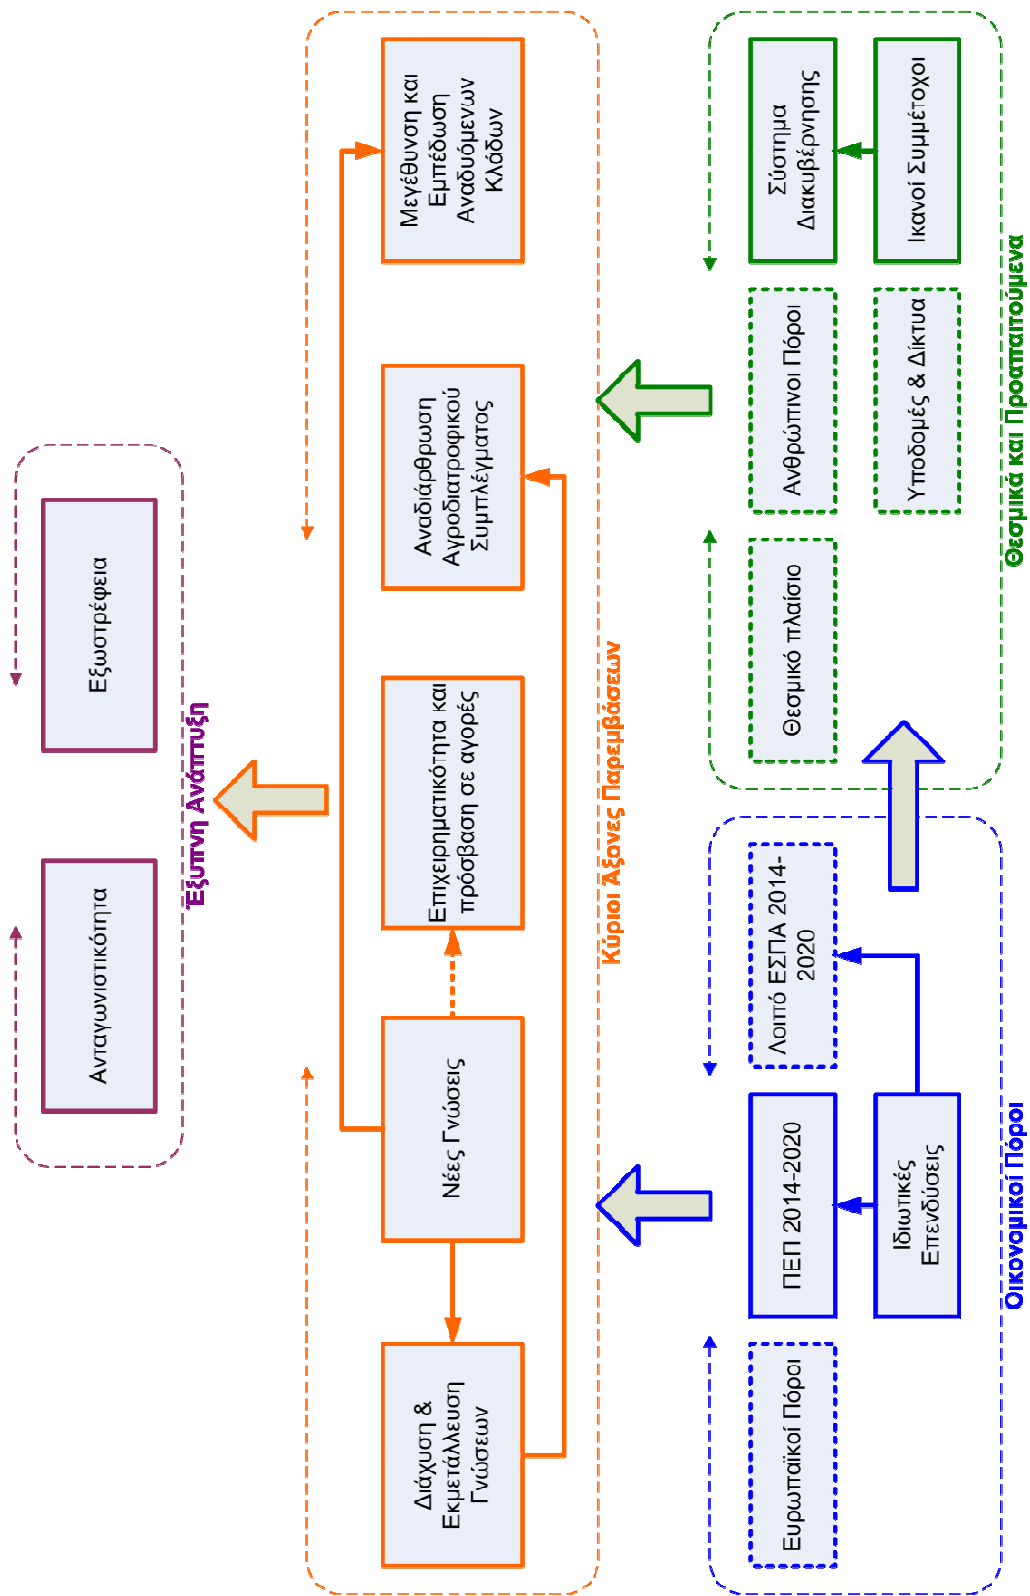 Ανταγωνιστικότητα
Εξωστρέφεια
Έξυπνη Ανάπτυξη
Διάχυση &
Εκμετάλλευση
Γνώσεων
Νέες Γνώσεις
Επιχειρηματικότητα και
πρόσβαση σε αγορές
Αναδιάρθρωση
Αγροδιατροφικού
Συμπλέγματος
Μεγέθυνση και
Εμπέδωση
Αναδυόμενων
Κλάδων
Κύριοι Άξονες Παρεμβάσεων
Ευρωπαϊκοί Πόροι
ΠΕΠ 2014-2020
Λοιπό ΕΣΠΑ 2014-
2020
Ιδιωτικές
Επενδύσεις
Οικονομικοί Πόροι
Θεσμικό πλαίσιο
Ανθρώπινοι Πόροι
Σύστημα
Διακυβέρνησης
Υποδομές & Δίκτυα
Ικανοί Συμμέτοχοι
Θεσμικά και Προαπαιτούμενα